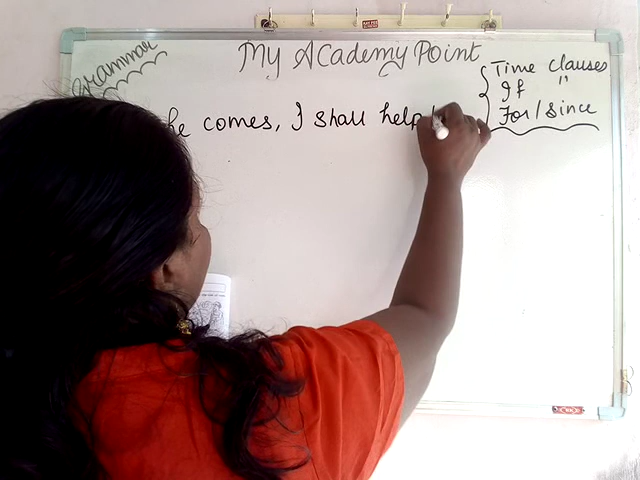 My Academy Point
Grammar
Time clauses
If "
For/since
he comes, I shall help